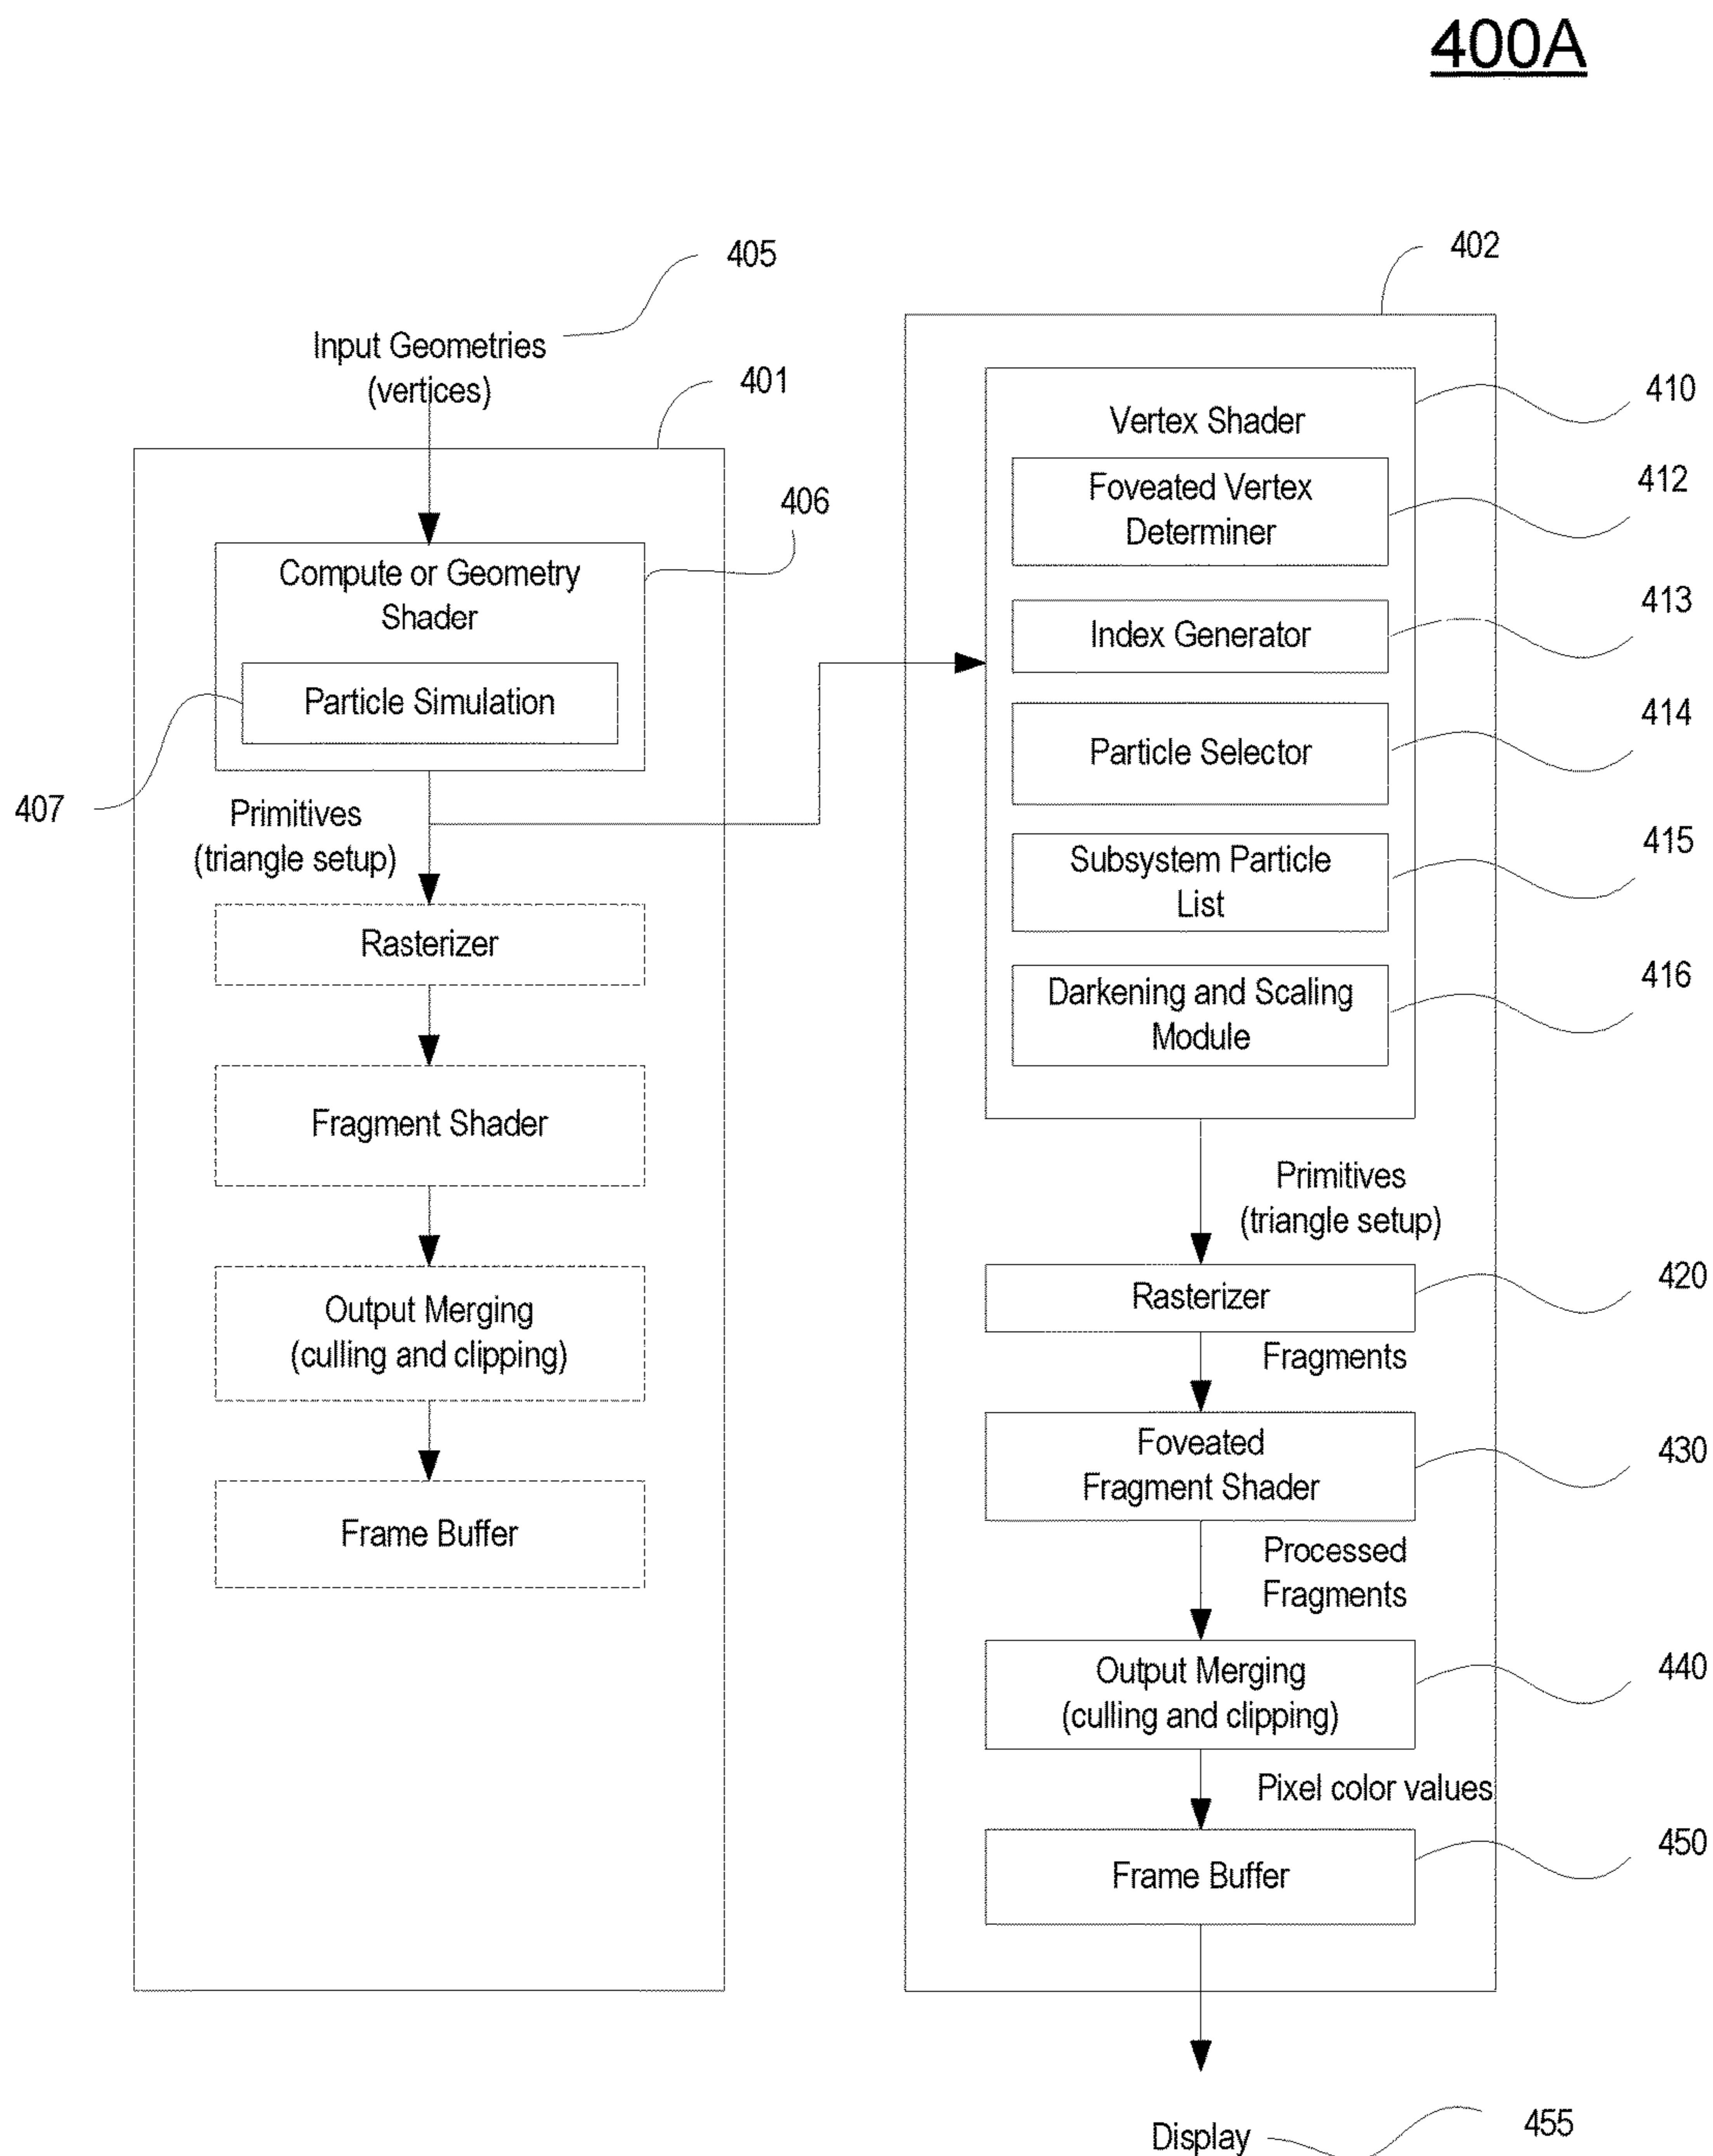 400A
405
Input Geometries
(vertices)
401
406
Compute or Geometry
Shader
Particle Simulation
407
Primitives
(triangle setup)
Rasterizer
Fragment Shader
Output Merging
(culling and clipping)
Frame Buffer
402
410
Vertex Shader
412
Foveated Vertex
Determiner
413
Index Generator
414
Particle Selector
415
Subsystem Particle
List
416
Darkening and Scaling
Module
Primitives
(triangle setup)
420
Rasterizer
Fragments
430
Foveated
Fragment Shader
Processed
Fragments
440
Output Merging
(culling and clipping)
Pixel color values
450
Frame Buffer
Display
455